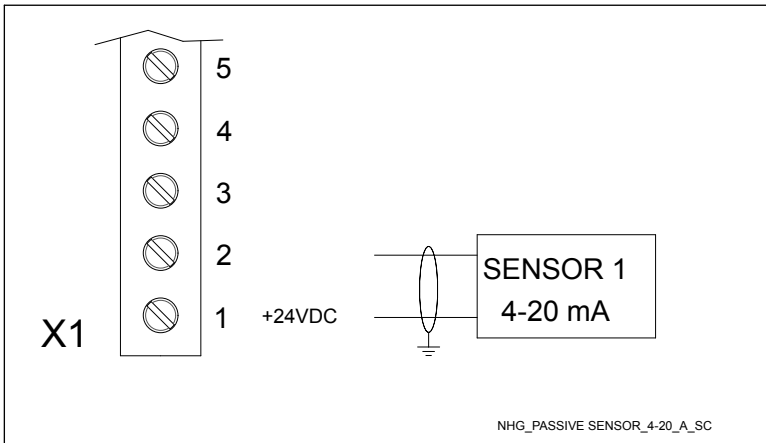 5
4
3
2
1 +24VDC
X1
SENSOR 1
4-20 mA
NHG_PASSIVE SENSOR_4-20_A_SC